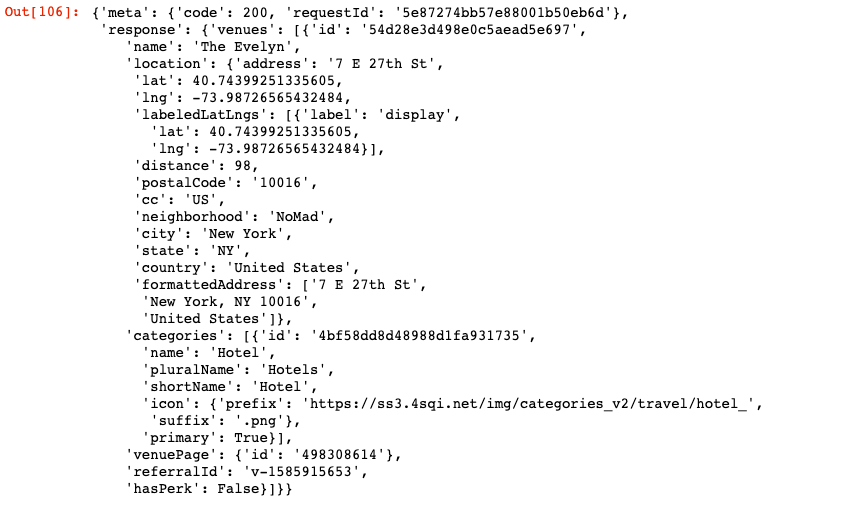 Out[106]: {'meta': {'code': 200, 'requestId': '5e87274bb57e88001b50eb6d'},
'response': {'venues': [{'id': '54d28e3d498e0c5aead5e697',
'name': 'The Evelyn',
'location': {'address': '7 E 27th St',
'lat': 40.74399251335605,
'lng': -73.98726565432484,
'labeledLatLngs': [{'label': 'display',
'lat': 40.74399251335605,
'lng': -73.98726565432484}],
'distance': 98,
'postalCode': '10016',
'cc': 'US',
'neighborhood': 'NoMad',
'city': 'New York',
'state': 'NY',
'country': 'United States',
'formattedAddress': ['7 E 27th St',
'New York, NY 10016',
'United States']},
'categories': [{'id': '4bf58dd8d48988d1fa931735',
'name': 'Hotel',
'pluralName': 'Hotels',
'shortName': 'Hotel',
'icon': {'prefix': 'https://ss3.4sqi.net/img/categories_v2/travel/hotel_',
'suffix': '.png'},
'primary': True}],
'venuePage': {'id': '498308614'},
'referralId': 'v-1585915653',
'hasPerk': False}]}}